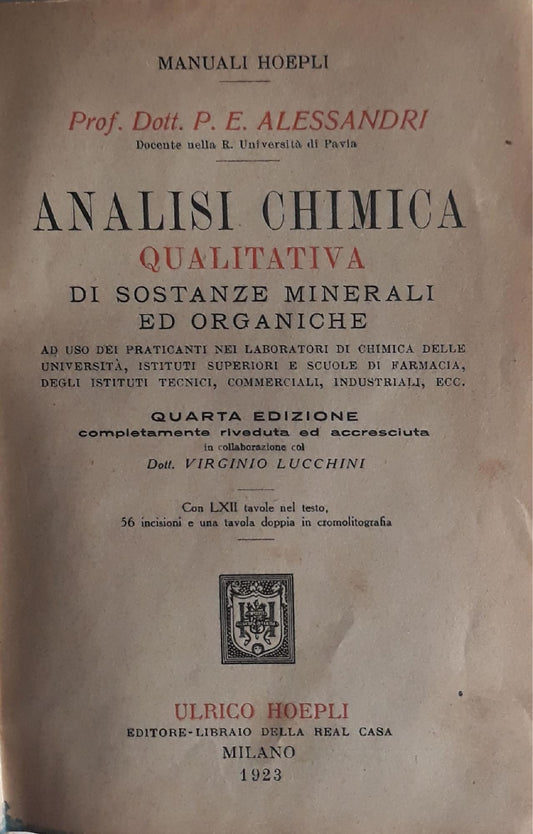 MANUALI HOEPLI
Prof. Dott. P. E. ALESSANDRI
Docente nella R. Università di Pavia
ANALISI CHIMICA
QUALITATIVA
DI SOSTANZE MINERALI
ED ORGANICHE
AD USO DEI PRATICANTI NEI LABORATORI DI CHIMICA DELLE
UNIVERSITÀ, ISTITUTI SUPERIORI E SCUOLE DI FARMACIA,
DEGLI ISTITUTI TECNICI, COMMERCIALI, INDUSTRIALI, ECC.
QUARTA EDIZIONE
completamente riveduta ed accresciuta
in collaborazione col
Dott. VIRGINIO LUCCHINI
Con LXII tavole nel testo,
56 incisioni e una tavola doppia in cromolitografia
ULRICO HOEPLI
EDITORE-LIBRAIO DELLA REAL CASA
MILANO
1923